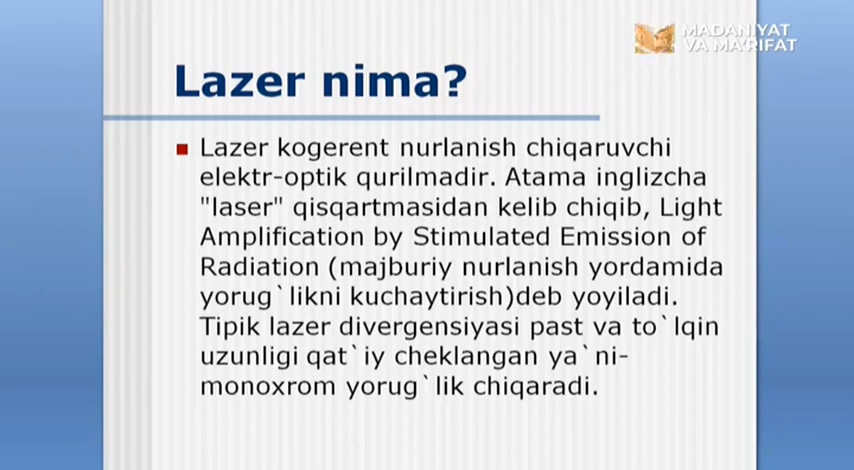 MADANIYAT
VA MA'RIFAT
Lazer nima?
Lazer kogerent nurlanish chiqaruvchi
elektr-optik qurilmadir. Atama inglizcha
"laser" qisqartmasidan kelib chiqib, Light
Amplification by Stimulated Emission of
Radiation (majburiy nurlanish yordamida
yorug`likni kuchaytirish)deb yoyiladi.
Tipik lazer divergensiyasi past va to`lqin
uzunligi qat`iy cheklangan ya`ni-
monoxrom yorug`lik chiqaradi.